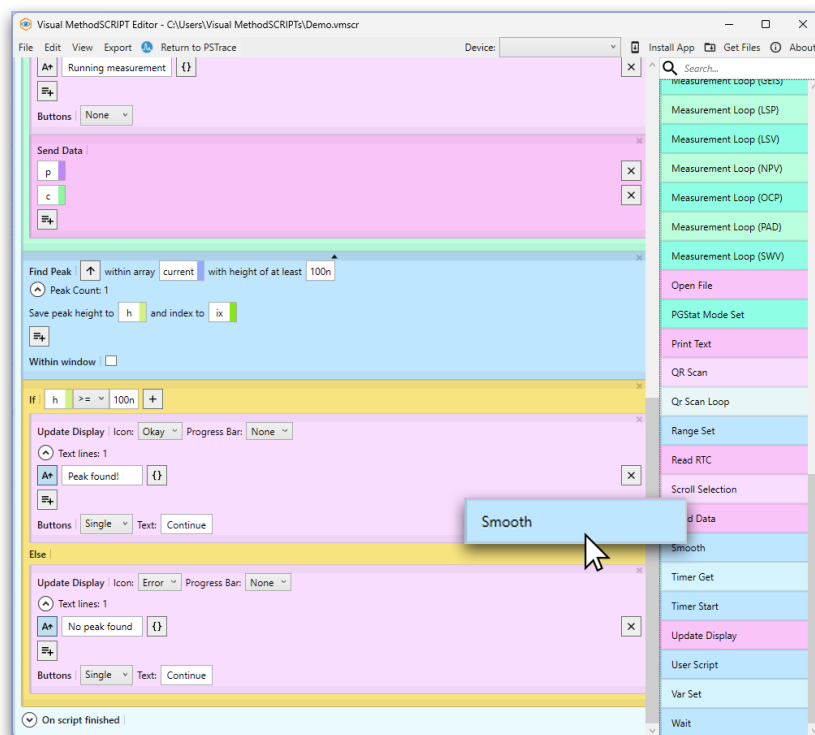 Visual MethodSCRIPT Editor - C:\Users\Visual MethodSCRIPTs\Demo.vmscr
File Edit View Export Return to PSTrace Device: Install App Get Files About
A Running measurement {}
Buttons None
Send Data
p
c
Find Peak within array current with height of at least 100n
Peak Count: 1
Save peak height to h and index to ix
Within window
If h >= 100n +
Update Display Icon: Okay Progress Bar: None
Text lines: 1
A Peak found! {}
Buttons Single Text: Continue
Else
Update Display Icon: Error Progress Bar: None
Text lines: 1
A No peak found {}
Buttons Single Text: Continue
On script finished
Smooth
Search...
Measurement Loop (GEIS)
Measurement Loop (LSP)
Measurement Loop (LSV)
Measurement Loop (NPV)
Measurement Loop (OCP)
Measurement Loop (PAD)
Measurement Loop (SWV)
Open File
PGStat Mode Set
Print Text
QR Scan
Qr Scan Loop
Range Set
Read RTC
Scroll Selection
d Data
Smooth
Timer Get
Timer Start
Update Display
User Script
Var Set
Wait